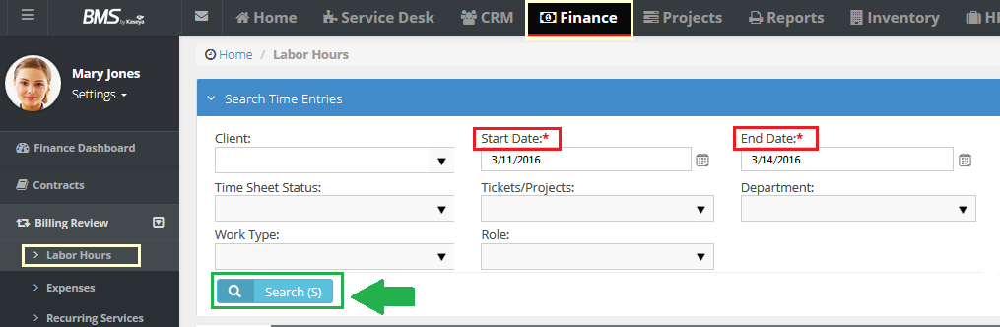 BMS by Kaseya
Home Service Desk CRM Finance Projects Reports Inventory
Home / Labor Hours
Mary Jones
Settings
Search Time Entries
Finance Dashboard
Contracts
Billing Review
Labor Hours
Expenses
Recurring Services
Client: Start Date:* End Date:*
3/11/2016 3/14/2016
Time Sheet Status: Tickets/Projects: Department:
Work Type: Role:
Search (S)